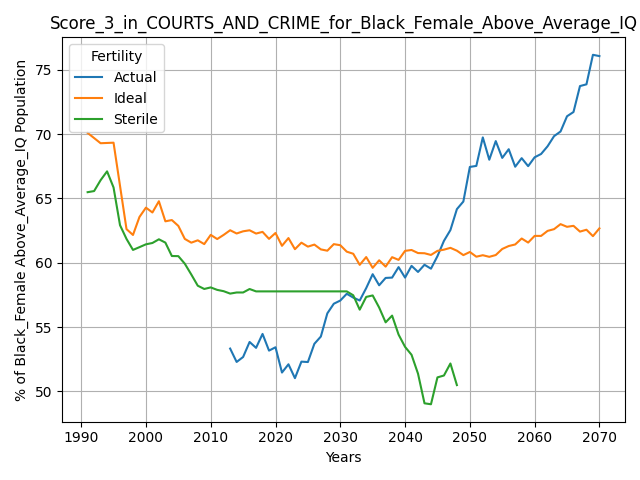 Score_3_in_COURTS_AND_CRIME_for_Black_Female_Above_Average_IQ
Fertility
Actual
Ideal
Sterile
% of Black_Female Above_Average_IQ Population
75
70
65
60
55
50
1990 2000 2010 2020 2030 2040 2050 2060 2070
Years